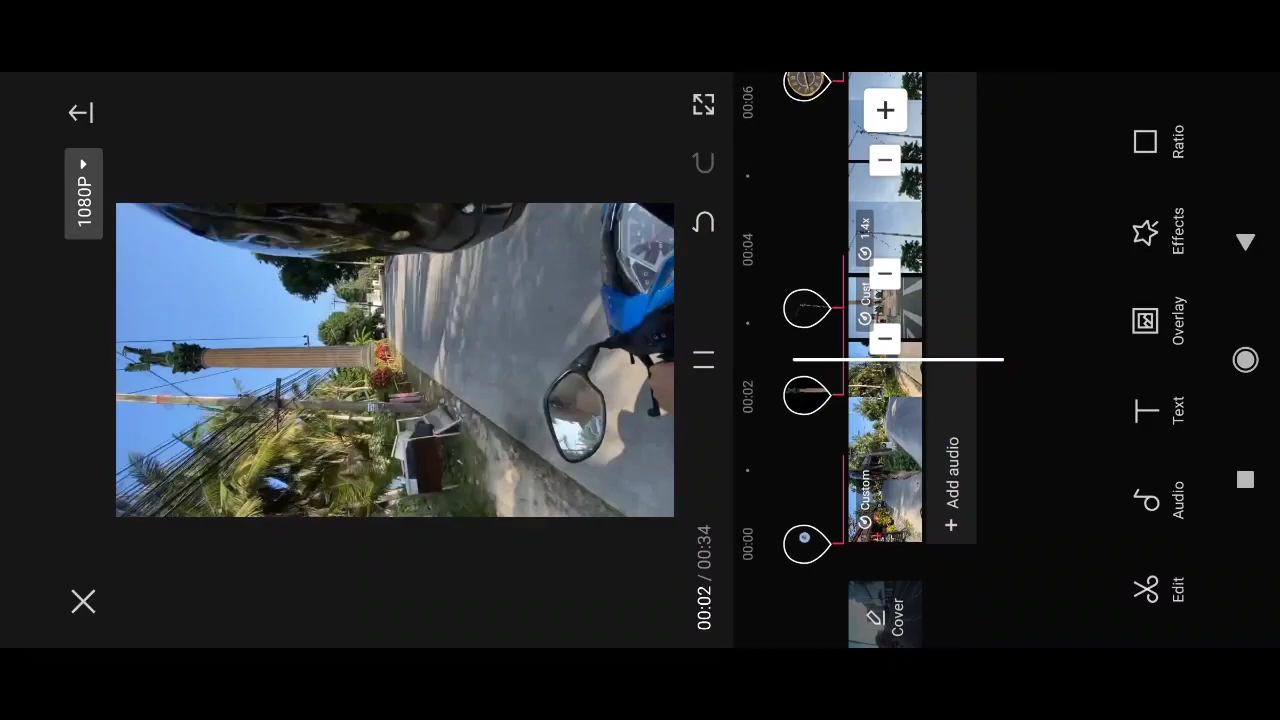 1080P
00:02 / 00:34
00:00
00:02
00:04
00:06
Cover
Custom
Cust
1.4x
+ Add audio
Edit
Audio
Text
Overlay
Effects
Ratio